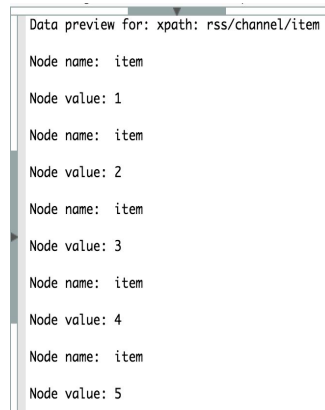 Data preview for: xpath: rss/channel/item
Node name:  item
Node value: 1
Node name:  item
Node value: 2
Node name:  item
Node value: 3
Node name:  item
Node value: 4
Node name:  item
Node value: 5